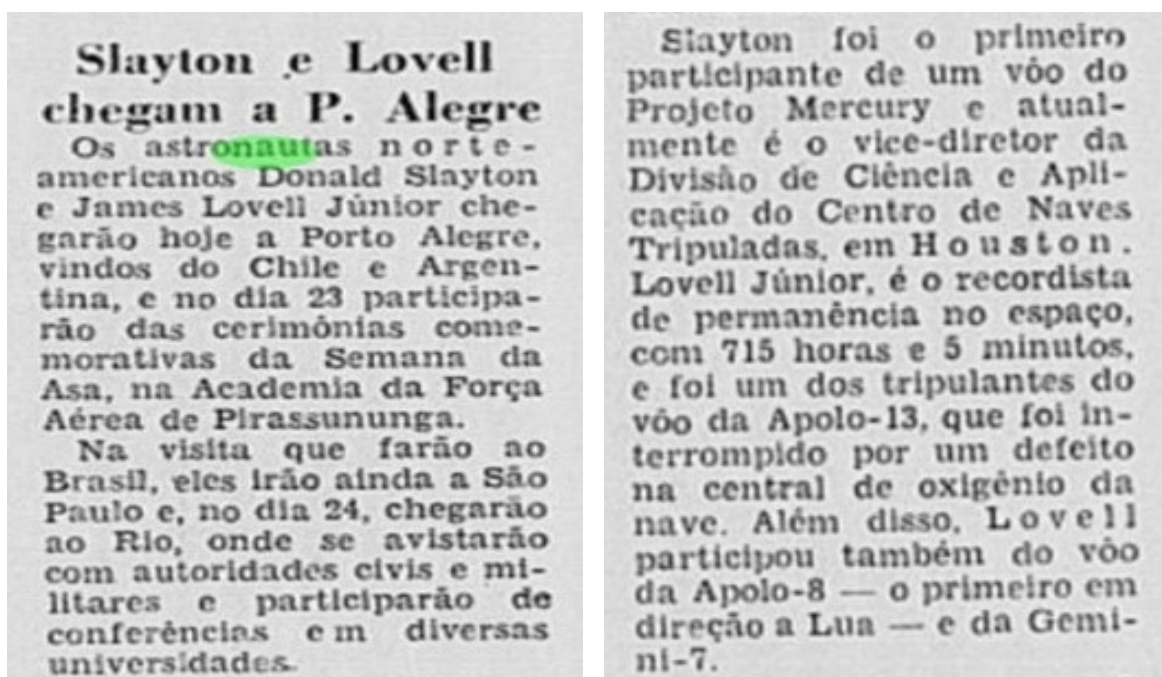 Slayton e Lovell
chegam a P. Alegre
Os astronautas norte-
americanos Donald Slayton
e James Lovell Júnior che-
garão hoje a Porto Alegre,
vindos do Chile e Argen-
tina, e no dia 23 participa-
rão das cerimônias come-
morativas da Semana da
Asa, na Academia da Força
Aérea de Pirassununga.
Na visita que farão ao
Brasil, eles irão ainda a São
Paulo e, no dia 24, chegarão
ao Rio, onde se avistarão
com autoridades civis e mi-
litares e participarão de
conferências em diversas
universidades.
Slayton foi o primeiro
participante de um vôo do
Projeto Mercury e atual-
mente é o vice-diretor da
Divisão de Ciência e Apli-
cação do Centro de Naves
Tripuladas, em Houston.
Lovell Júnior, é o recordista
de permanência no espaço,
com 715 horas e 5 minutos,
e foi um dos tripulantes do
vôo da Apolo-13, que foi in-
terrompido por um defeito
na central de oxigênio da
nave. Além disso, Lovell
participou também do vôo
da Apolo-8 — o primeiro em
direção a Lua — e da Gemi-
ni-7.